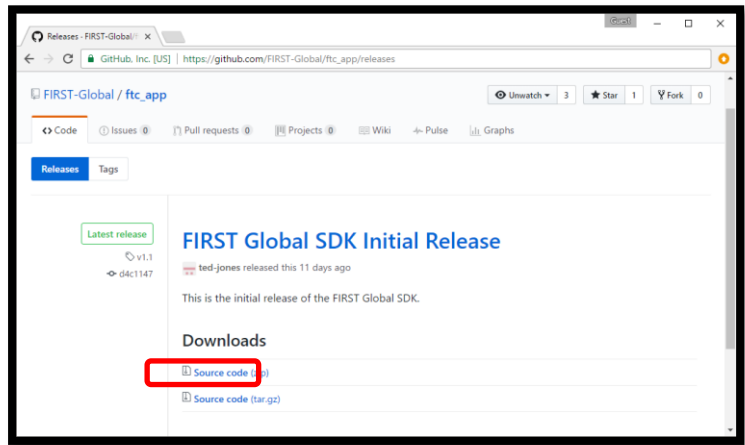 Guest
Releases · FIRST-Global/
GitHub, Inc. [US] | https://github.com/FIRST-Global/ftc_app/releases
FIRST-Global / ftc_app
Unwatch 3 Star 1 Fork 0
Code Issues 0 Pull requests 0 Projects 0 Wiki Pulse Graphs
Releases Tags
Latest release
v1.1
d4c1147
FIRST Global SDK Initial Release
ted-jones released this 11 days ago
This is the initial release of the FIRST Global SDK.
Downloads
Source code
Source code (tar.gz)